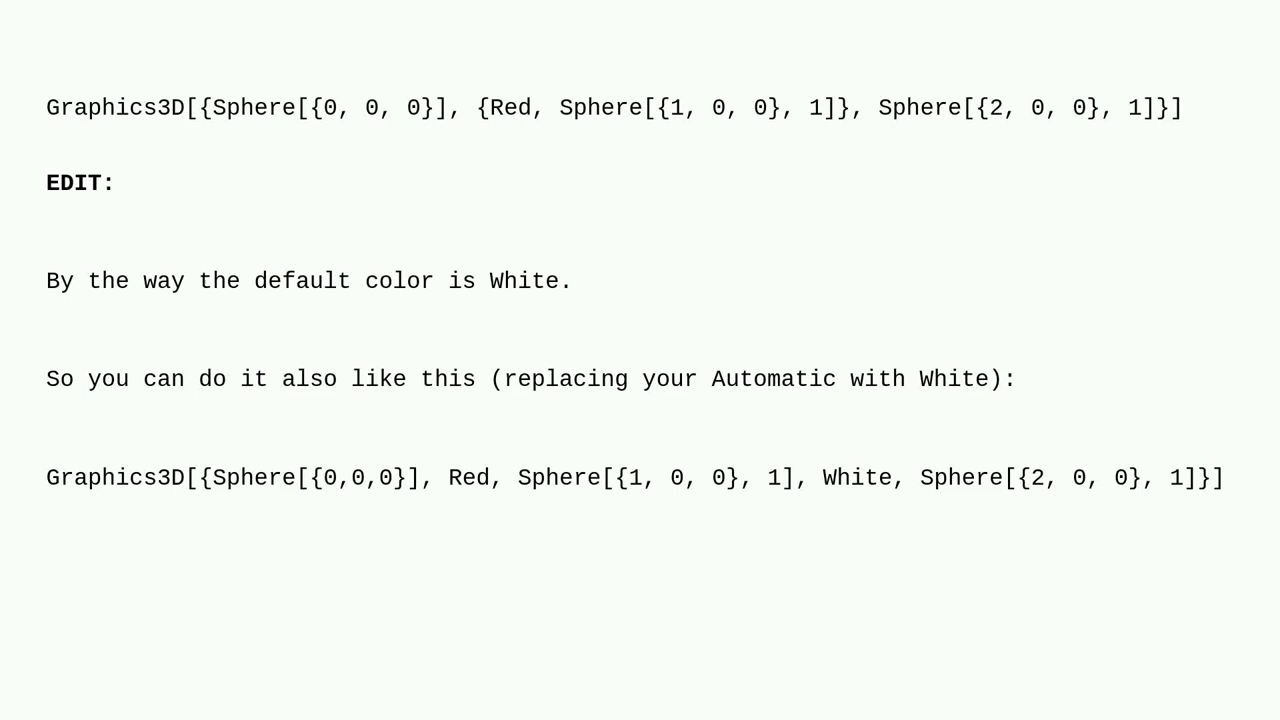 Graphics3D[{Sphere[{0, 0, 0}], {Red, Sphere[{1, 0, 0}, 1]}, Sphere[{2, 0, 0}, 1]}]
EDIT:
By the way the default color is White.
So you can do it also like this (replacing your Automatic with White):
Graphics3D[{Sphere[{0,0,0}], Red, Sphere[{1, 0, 0}, 1], White, Sphere[{2, 0, 0}, 1]}]